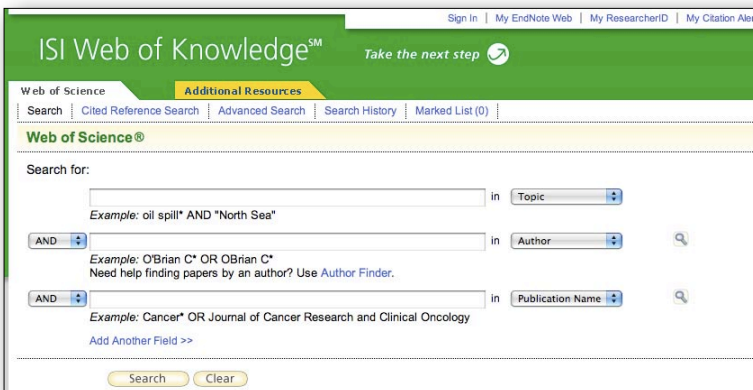 Sign In | My EndNote Web | My ResearcherID | My Citation Aler
ISI Web of Knowledge℠ Take the next step
Web of Science Additional Resources
Search | Cited Reference Search | Advanced Search | Search History | Marked List (0)
Web of Science®
Search for:
in Topic
Example: oil spill* AND "North Sea"
AND in Author
Example: O'Brian C* OR OBrian C*
Need help finding papers by an author? Use Author Finder.
AND in Publication Name
Example: Cancer* OR Journal of Cancer Research and Clinical Oncology
Add Another Field >>
Search Clear